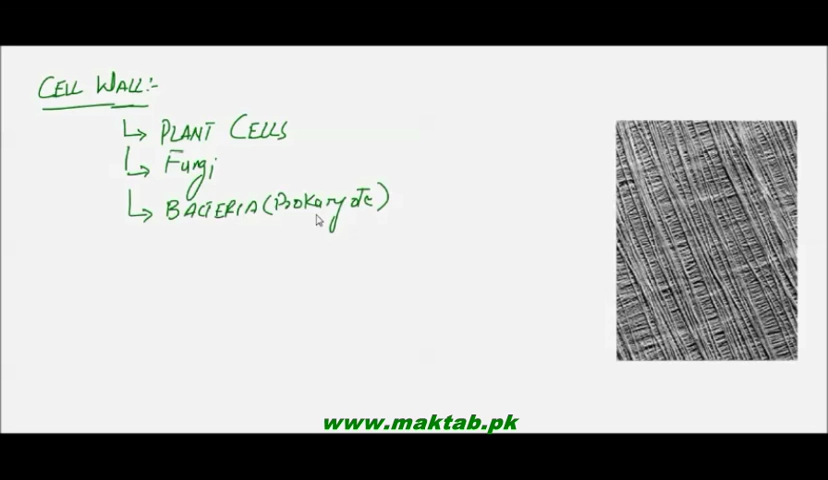 CELL WALL:-
PLANT CELLS
Fungi
BACTERIA (Prokaryote)
www.maktab.pk